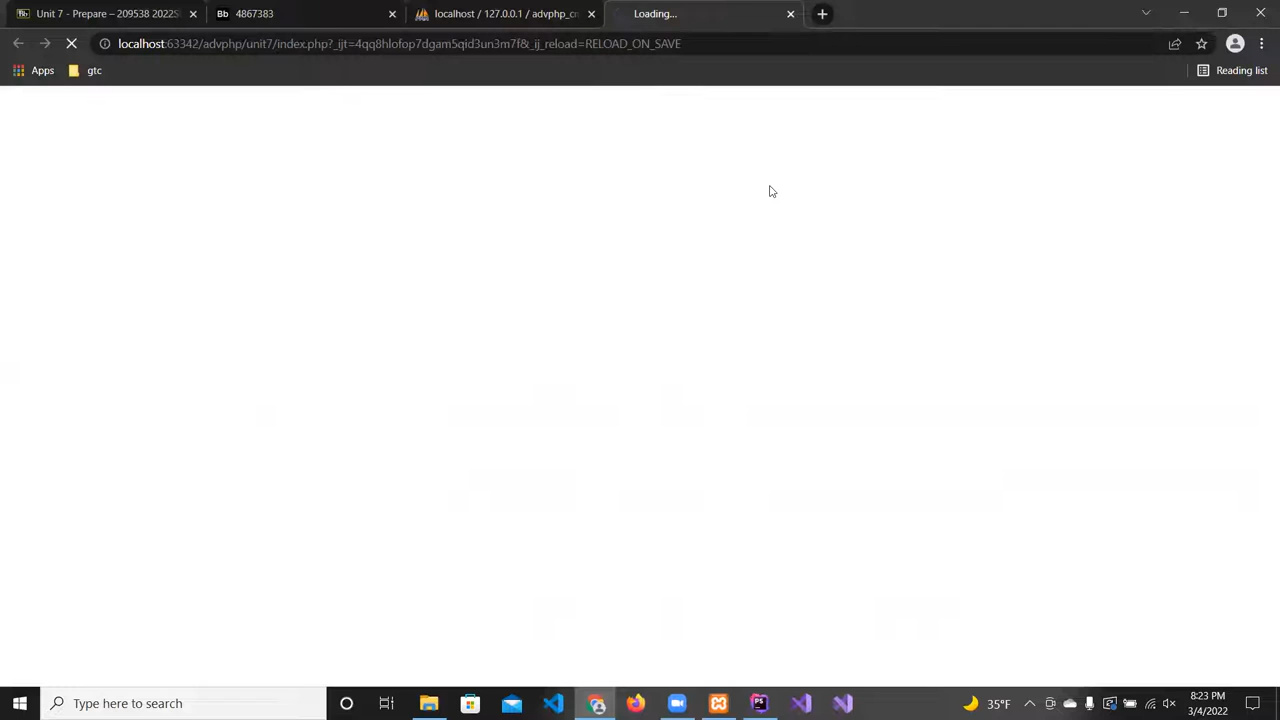 Unit 7 - Prepare – 209538 2022S
Bb 4867383
localhost / 127.0.0.1 / advphp_cm
Loading...
localhost:63342/advphp/unit7/index.php?_ijt=4qq8hlofop7dgam5qid3un3m7f&_ij_reload=RELOAD_ON_SAVE
Apps
gtc
Reading list
Type here to search
PS
35°F
8:23 PM
3/4/2022